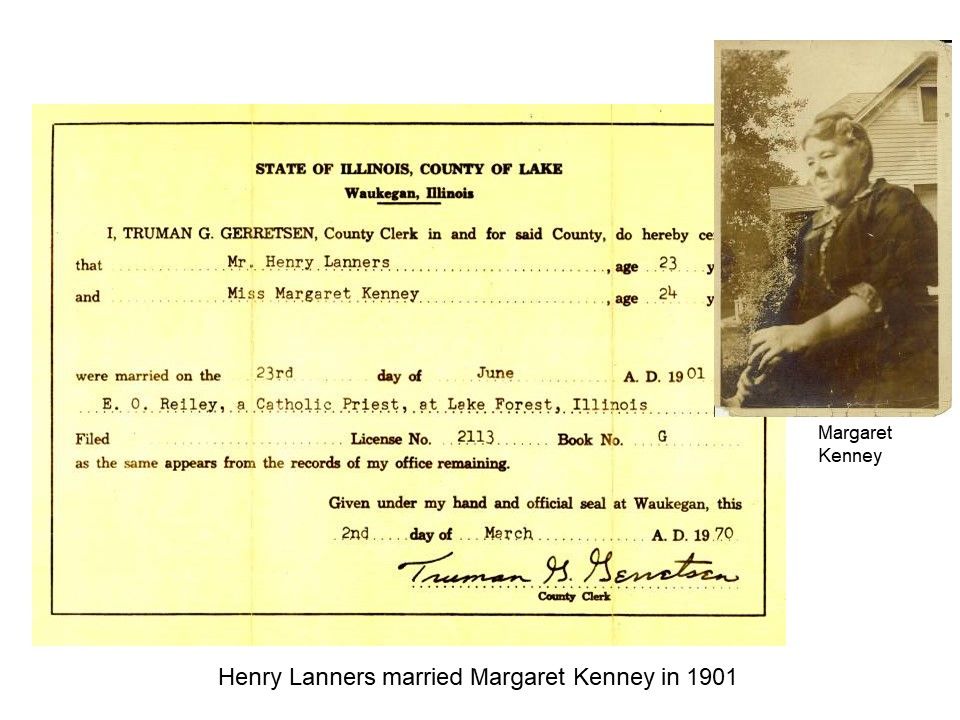 STATE OF ILLINOIS, COUNTY OF LAKE
Waukegan, Illinois
I, TRUMAN G. GERRETSEN, County Clerk in and for said County, do hereby ce
that Mr. Henry Lanners, age 23 y
and Miss Margaret Kenney, age 24 y
were married on the 23rd day of June A. D. 1901
E. O. Reiley, a Catholic Priest, at Lake Forest, Illinois
Filed License No. 2113 Book No. G
as the same appears from the records of my office remaining.
Given under my hand and official seal at Waukegan, this
2nd day of March A. D. 1970
Truman G. Gerretsen
County Clerk
Margaret
Kenney
Henry Lanners married Margaret Kenney in 1901